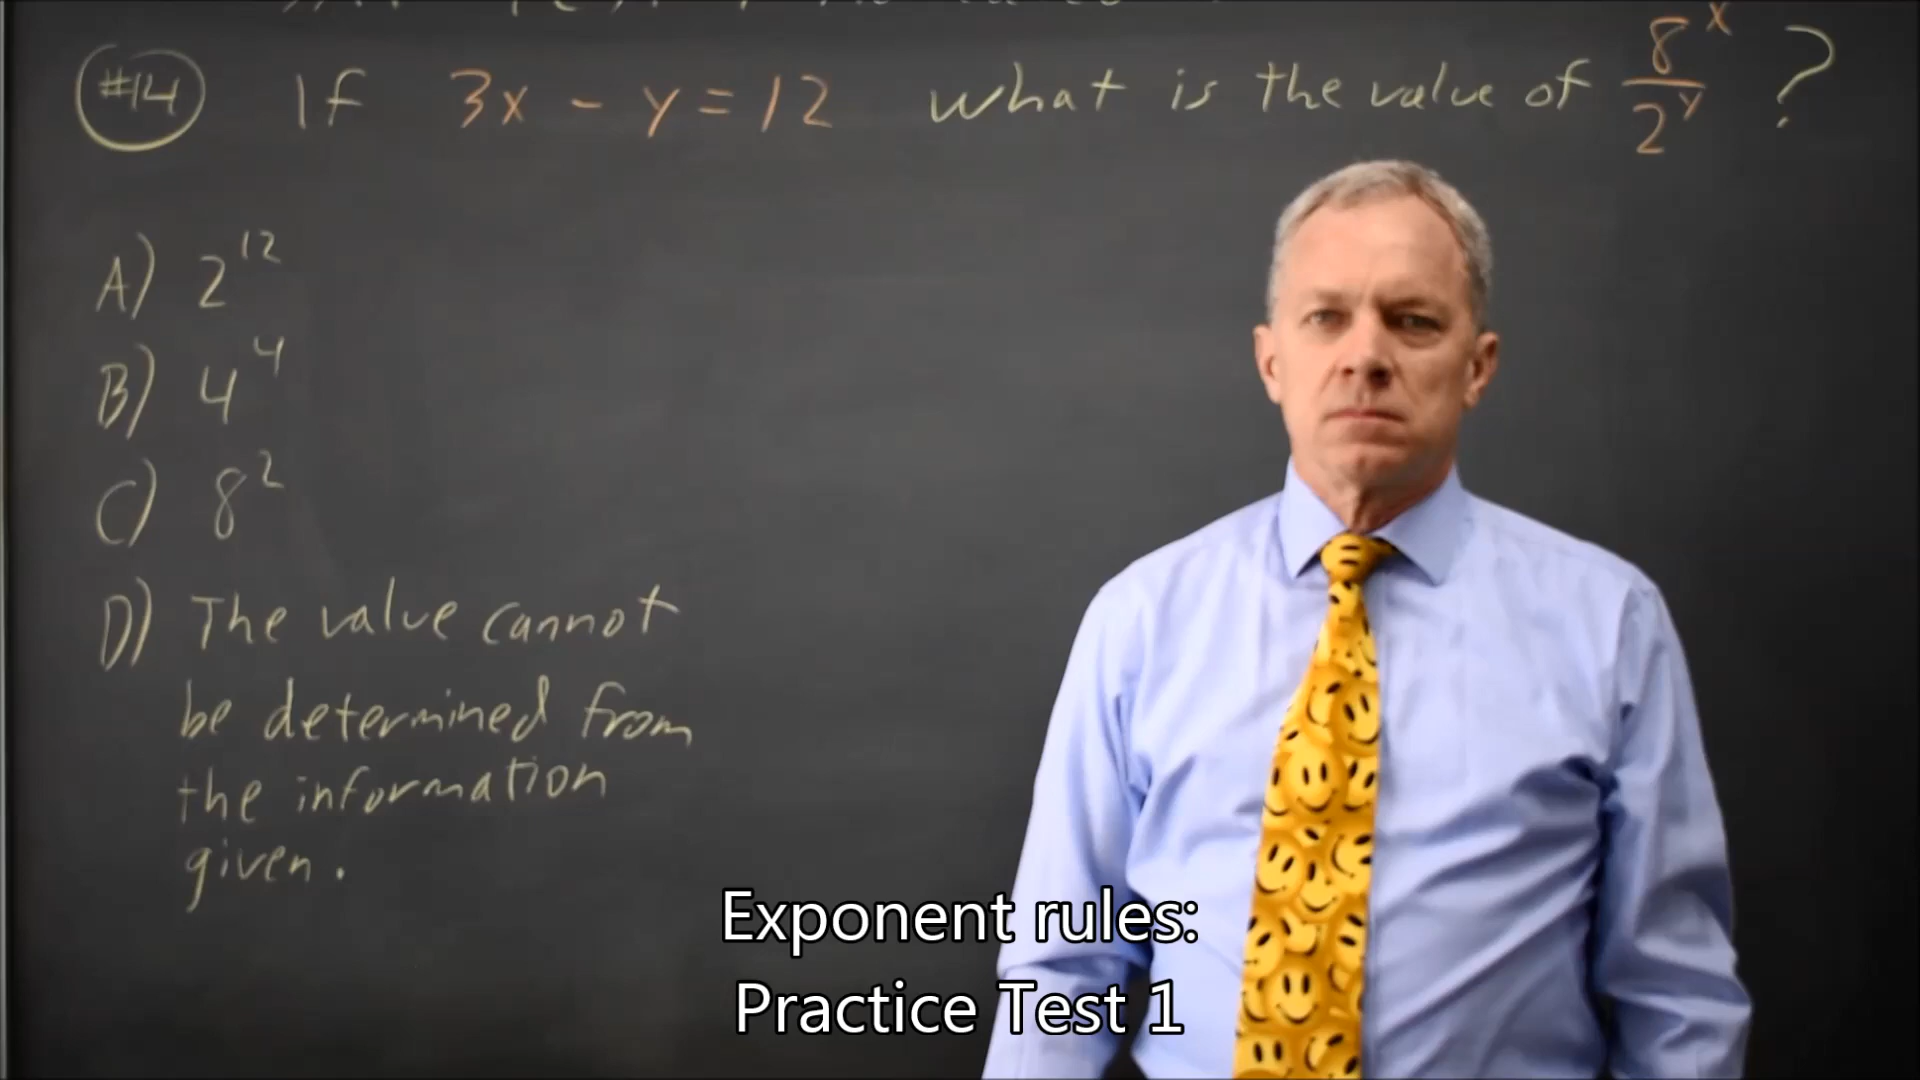 #14 If 3x - y = 12 what is the value of 8^x/2^y ?
A) 2^12
B) 4^4
C) 8^2
D) The value cannot
be determined from
the information
given.
Exponent rules:
Practice Test 1